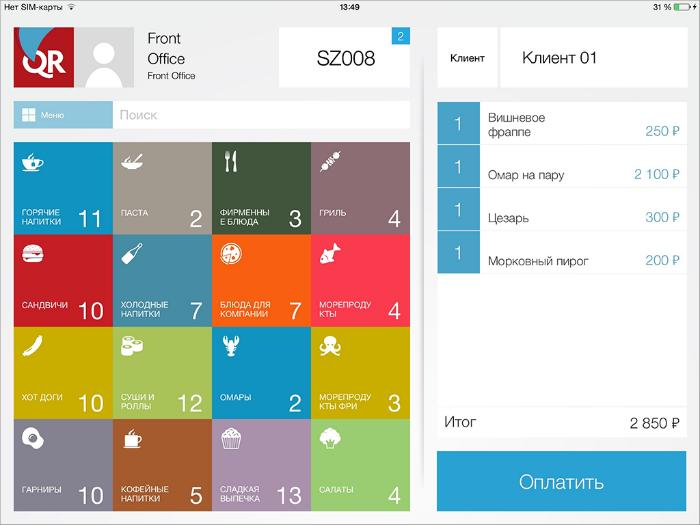 Нет SIM-карты
13:49
31 %
QR
Front
Office
Front Office
SZ008
2
Меню
Поиск
ГОРЯЧИЕ
НАПИТКИ
11
ПАСТА
2
ФИРМЕННЫ
Е БЛЮДА
3
ГРИЛЬ
4
САНДВИЧИ
10
ХОЛОДНЫЕ
НАПИТКИ
7
БЛЮДА ДЛЯ
КОМПАНИИ
7
МОРЕПРОДУ
КТЫ
4
ХОТ ДОГИ
10
СУШИ И
РОЛЛЫ
12
ОМАРЫ
2
МОРЕПРОДУ
КТЫ ФРИ
3
ГАРНИРЫ
10
КОФЕЙНЫЕ
НАПИТКИ
5
СЛАДКАЯ
ВЫПЕЧКА
13
САЛАТЫ
4
Клиент
Клиент 01
1
Вишневое
фраппе
250 ₽
1
Омар на пару
2 100 ₽
1
Цезарь
300 ₽
1
Морковный пирог
200 ₽
Итог
2 850 ₽
Оплатить